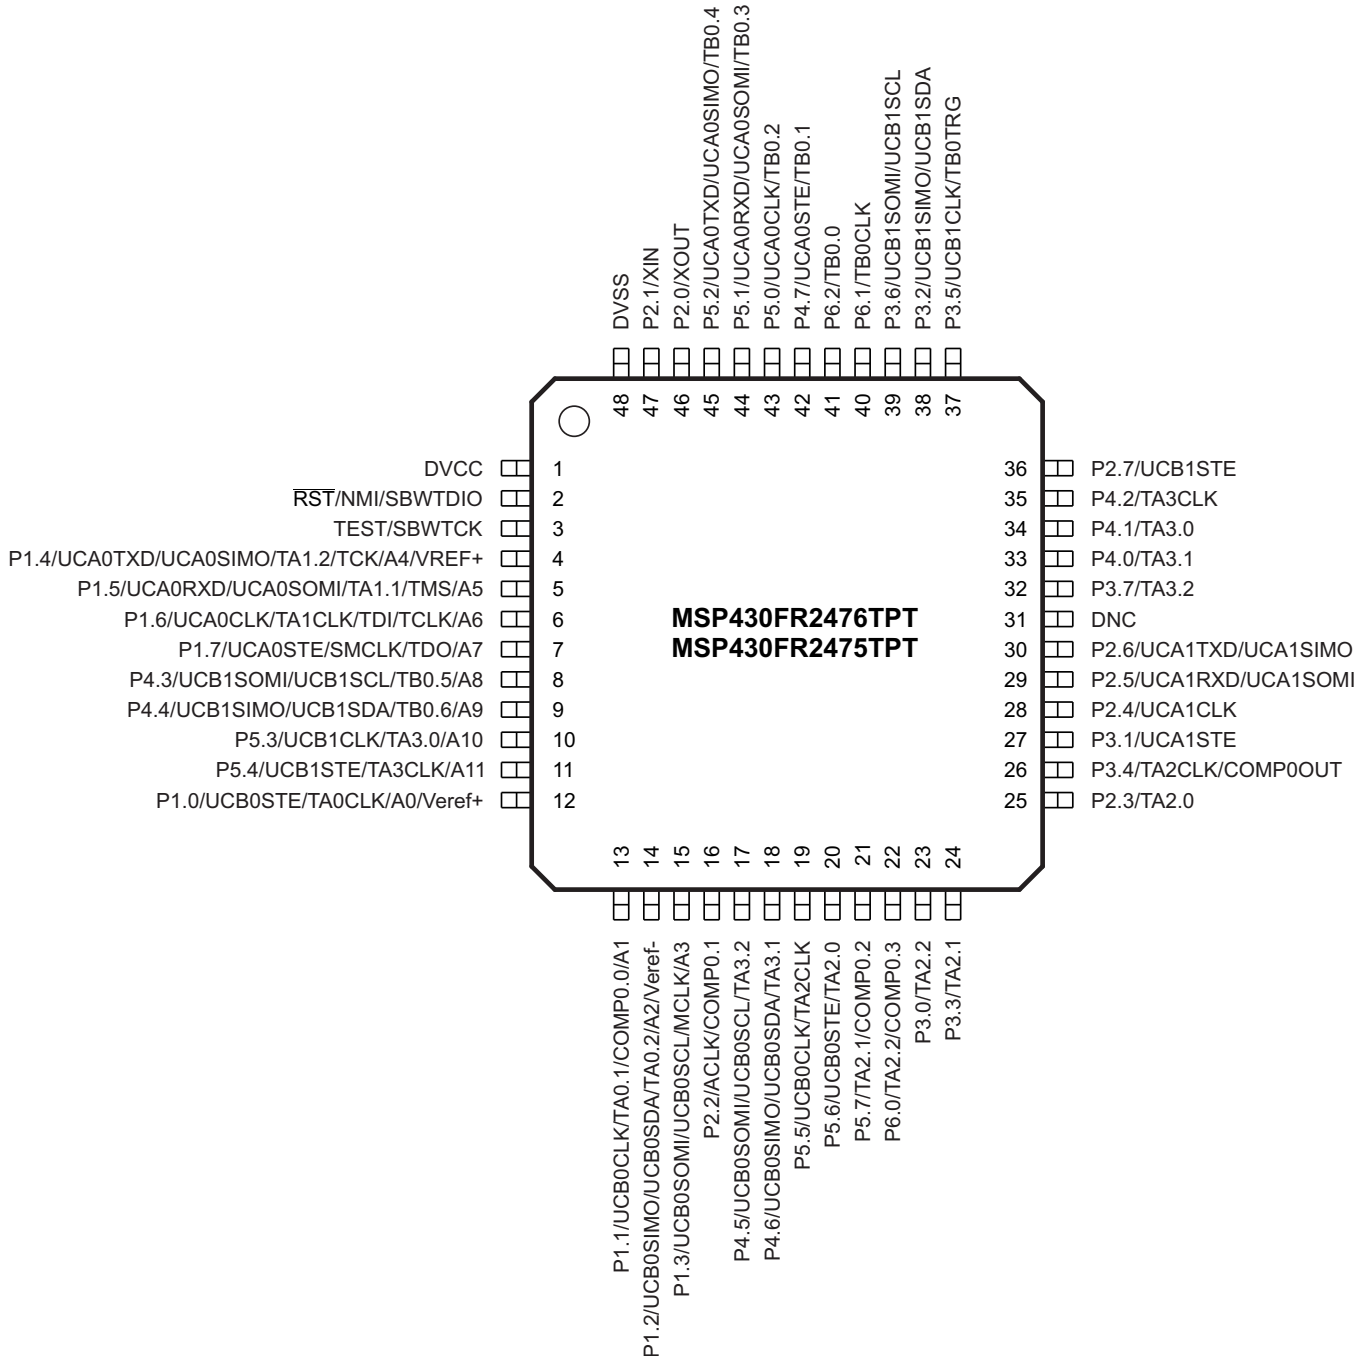 DVSS
P2.1/XIN
P2.0/XOUT
P5.2/UCA0TXD/UCA0SIMO/TB0.4
P5.1/UCA0RXD/UCA0SOMI/TB0.3
P5.0/UCA0CLK/TB0.2
P4.7/UCA0STE/TB0.1
P6.2/TB0.0
P6.1/TB0CLK
P3.6/UCB1SOMI/UCB1SCL
P3.2/UCB1SIMO/UCB1SDA
P3.5/UCB1CLK/TB0TRG
48 47 46 45 44 43 42 41 40 39 38 37
DVCC 1
RST/NMI/SBWTDIO 2
TEST/SBWTCK 3
P1.4/UCA0TXD/UCA0SIMO/TA1.2/TCK/A4/VREF+ 4
P1.5/UCA0RXD/UCA0SOMI/TA1.1/TMS/A5 5
P1.6/UCA0CLK/TA1CLK/TDI/TCLK/A6 6
P1.7/UCA0STE/SMCLK/TDO/A7 7
P4.3/UCB1SOMI/UCB1SCL/TB0.5/A8 8
P4.4/UCB1SIMO/UCB1SDA/TB0.6/A9 9
P5.3/UCB1CLK/TA3.0/A10 10
P5.4/UCB1STE/TA3CLK/A11 11
P1.0/UCB0STE/TA0CLK/A0/Veref+ 12
MSP430FR2476TPT
MSP430FR2475TPT
36 P2.7/UCB1STE
35 P4.2/TA3CLK
34 P4.1/TA3.0
33 P4.0/TA3.1
32 P3.7/TA3.2
31 DNC
30 P2.6/UCA1TXD/UCA1SIMO
29 P2.5/UCA1RXD/UCA1SOMI
28 P2.4/UCA1CLK
27 P3.1/UCA1STE
26 P3.4/TA2CLK/COMP0OUT
25 P2.3/TA2.0
13 14 15 16 17 18 19 20 21 22 23 24
P1.1/UCB0CLK/TA0.1/COMP0.0/A1
P1.2/UCB0SIMO/UCB0SDA/TA0.2/A2/Veref-
P1.3/UCB0SOMI/UCB0SCL/MCLK/A3
P2.2/ACLK/COMP0.1
P4.5/UCB0SOMI/UCB0SCL/TA3.2
P4.6/UCB0SIMO/UCB0SDA/TA3.1
P5.5/UCB0CLK/TA2CLK
P5.6/UCB0STE/TA2.0
P5.7/TA2.1/COMP0.2
P6.0/TA2.2/COMP0.3
P3.0/TA2.2
P3.3/TA2.1